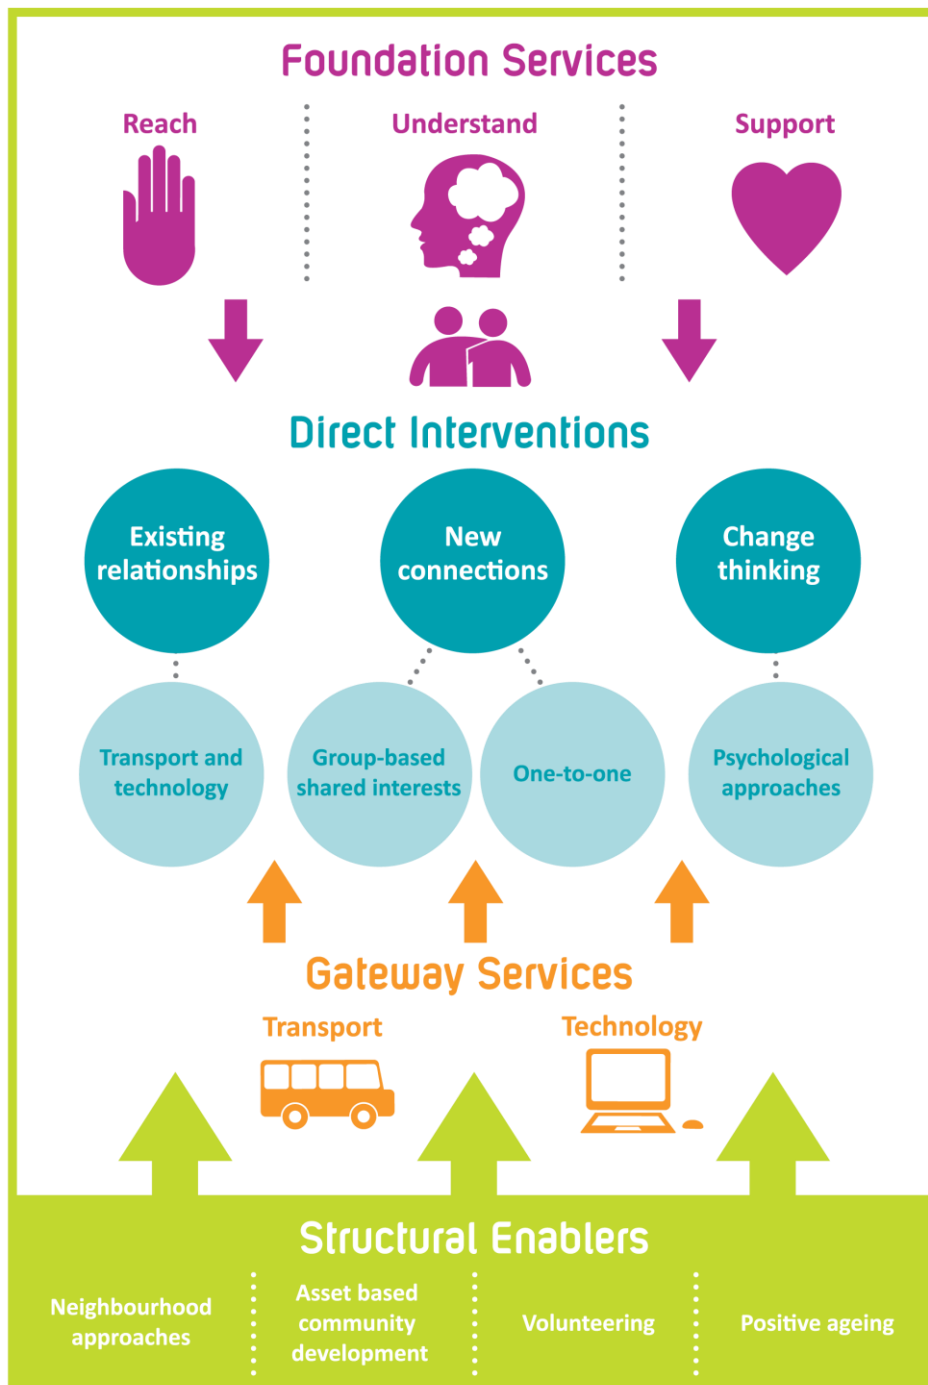 Foundation Services
Reach
Understand
Support
Direct Interventions
Existing
relationships
New
connections
Change
thinking
Transport and
technology
Group-based
shared interests
One-to-one
Psychological
approaches
Gateway Services
Transport
Technology
Structural Enablers
Neighbourhood
approaches
Asset based
community
development
Volunteering
Positive ageing